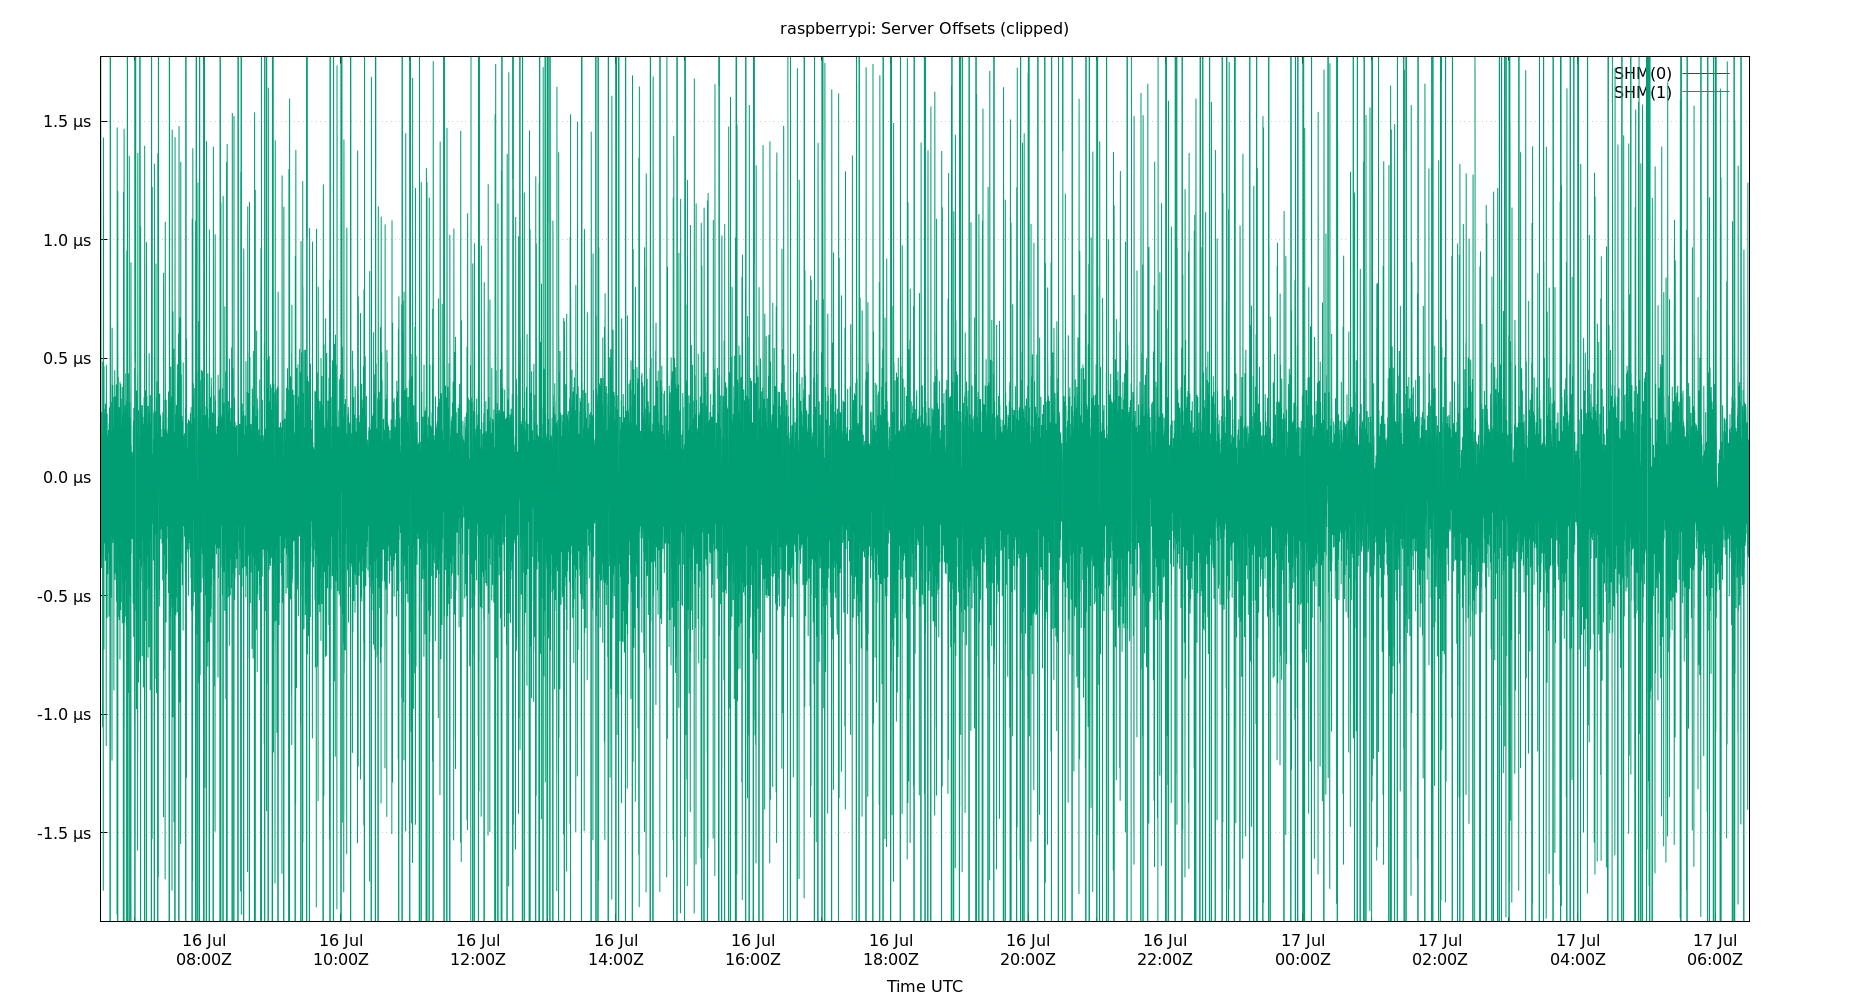 raspberrypi: Server Offsets (clipped)
SHM(0)
SHM(1)
1.5 µs
1.0 µs
0.5 µs
0.0 µs
-0.5 µs
-1.0 µs
-1.5 µs
16 Jul 16 Jul 16 Jul 16 Jul 16 Jul 16 Jul 16 Jul 16 Jul 17 Jul 17 Jul 17 Jul 17 Jul
08:00Z 10:00Z 12:00Z 14:00Z 16:00Z 18:00Z 20:00Z 22:00Z 00:00Z 02:00Z 04:00Z 06:00Z
Time UTC